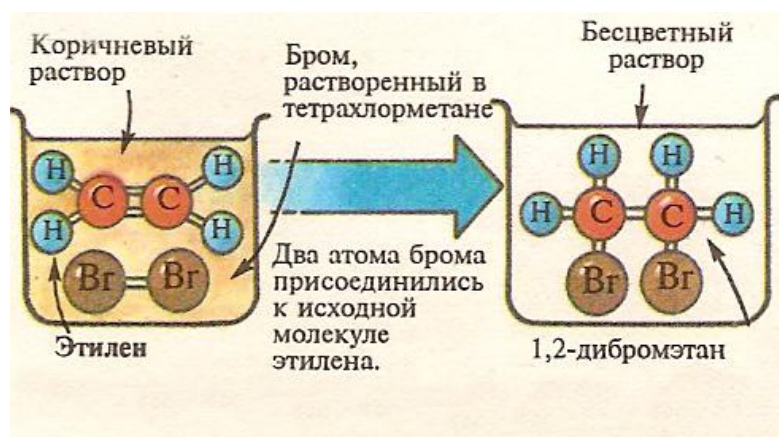 Коричневый
раствор
Бром,
растворенный в
тетрахлорметане
Бесцветный
раствор
H
H
C
C
H
H
Br
Br
Этилен
Два атома брома
присоединились
к исходной
молекуле
этилена.
H
H
H
C
C
H
Br
Br
1,2-дибромэтан